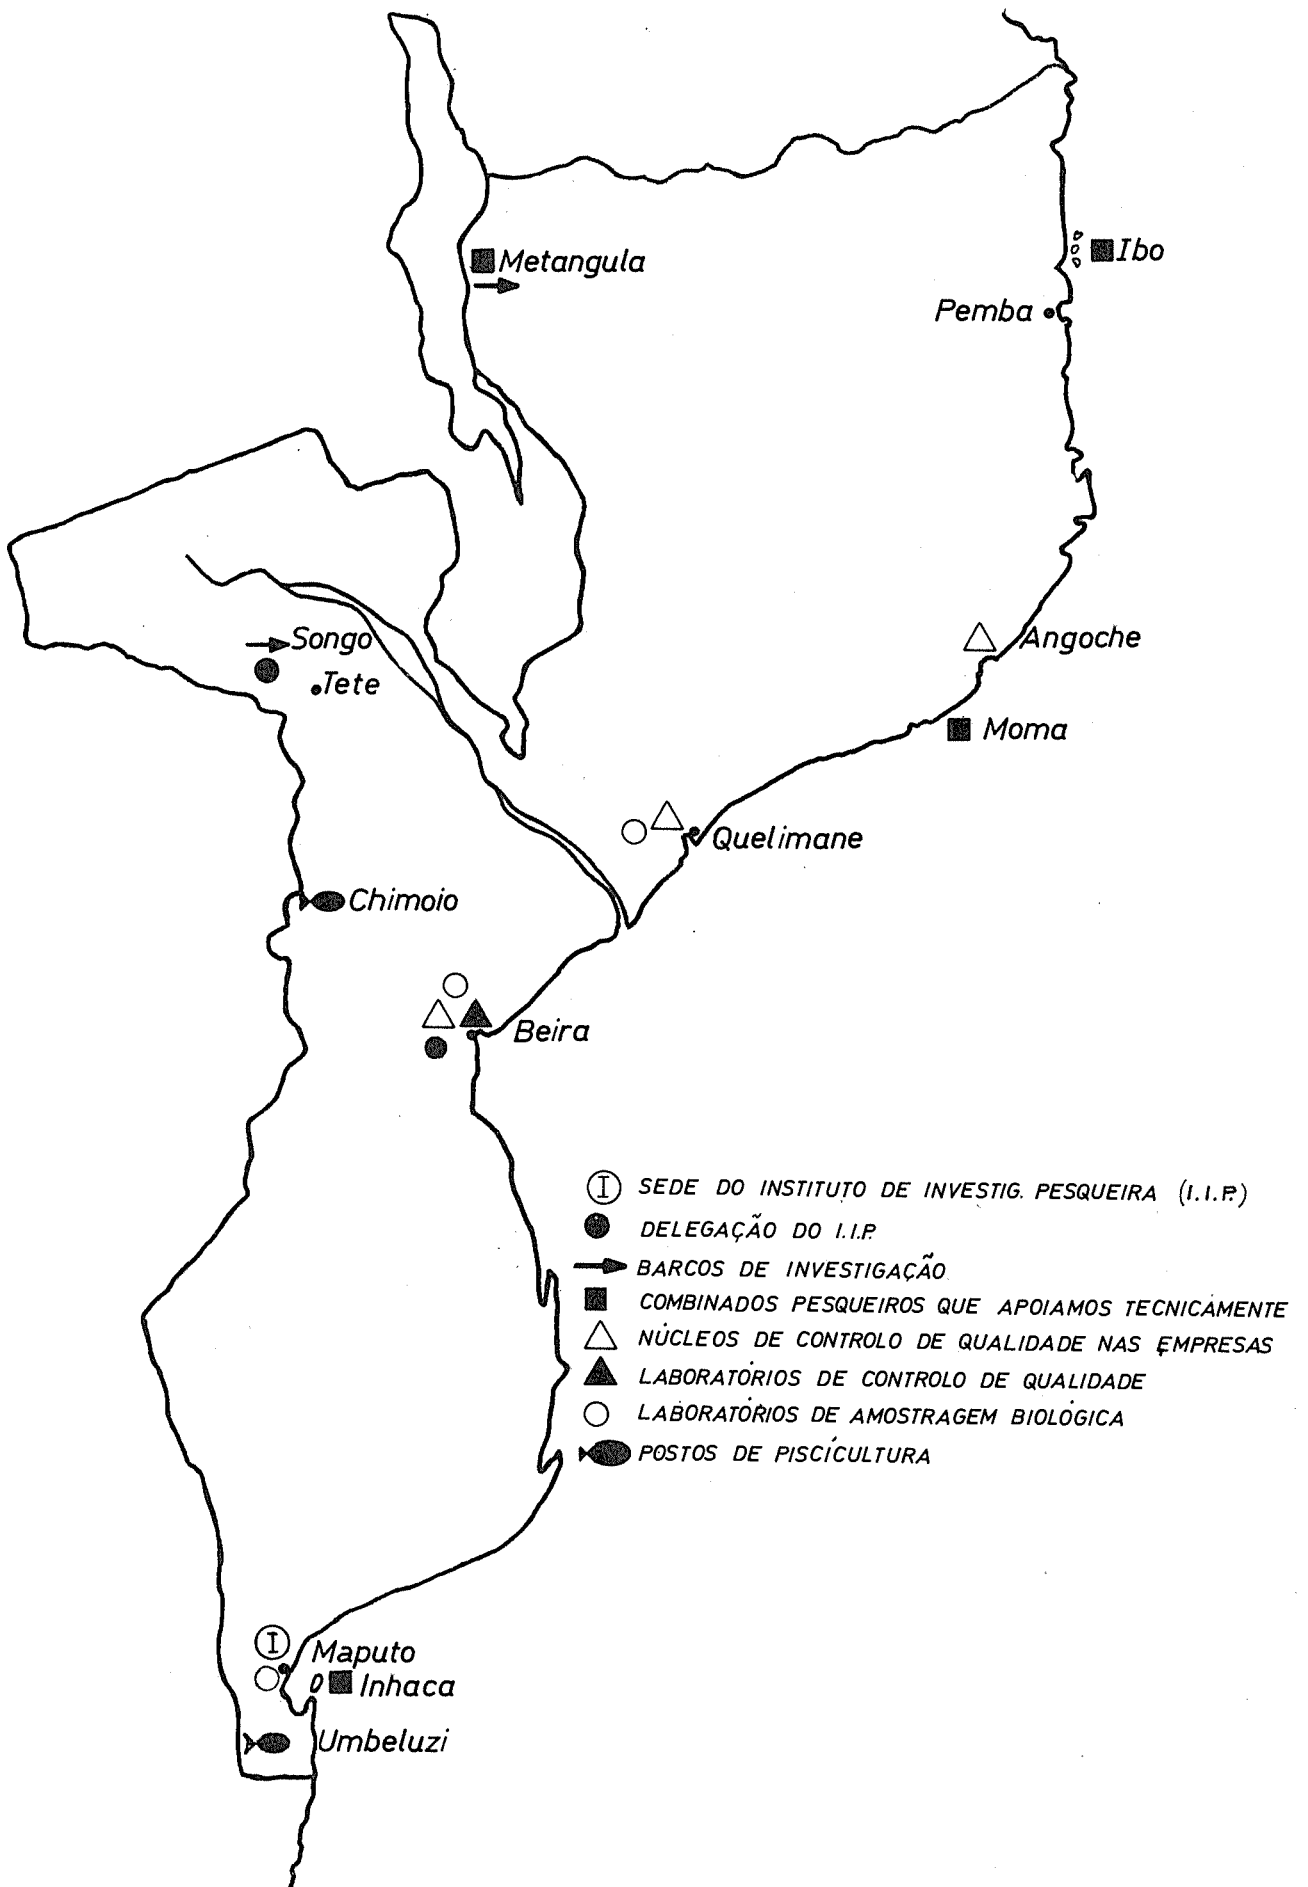 Metangula
Ibo
Pemba
Songo
Tete
Angoche
Moma
Quelimane
Chimoio
Beira
I SEDE DO INSTITUTO DE INVESTIG. PESQUEIRA (I.I.P.)
DELEGAÇÃO DO I.I.P.
BARCOS DE INVESTIGAÇÃO
COMBINADOS PESQUEIROS QUE APOIAMOS TECNICAMENTE
NÚCLEOS DE CONTROLO DE QUALIDADE NAS EMPRESAS
LABORATÓRIOS DE CONTROLO DE QUALIDADE
LABORATÓRIOS DE AMOSTRAGEM BIOLÓGICA
POSTOS DE PISCICULTURA
I
Maputo
Inhaca
Umbeluzi